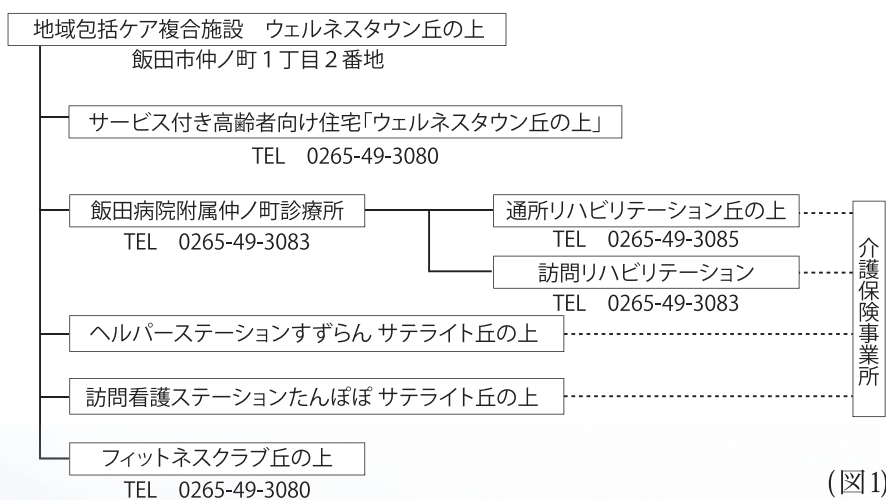 地域包括ケア複合施設　ウェルネスタウン丘の上
飯田市仲ノ町１丁目２番地
サービス付き高齢者向け住宅「ウェルネスタウン丘の上」
TEL　0265-49-3080
飯田病院附属仲ノ町診療所
TEL　0265-49-3083
通所リハビリテーション丘の上
TEL　0265-49-3085
訪問リハビリテーション
TEL　0265-49-3083
ヘルパーステーションすずらん サテライト丘の上
訪問看護ステーションたんぽぽ サテライト丘の上
フィットネスクラブ丘の上
TEL　0265-49-3080
介護保険事業所
(図1)